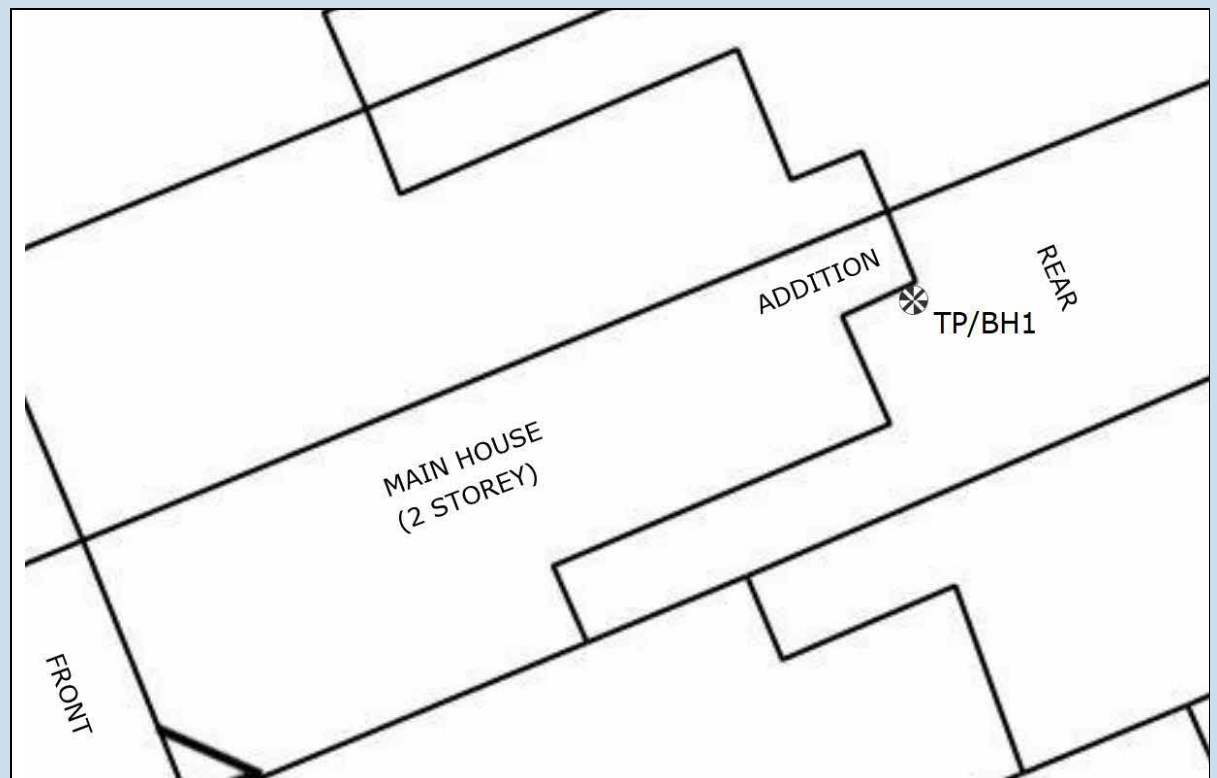 ADDITION
REAR
TP/BH1
MAIN HOUSE
(2 STOREY)
FRONT